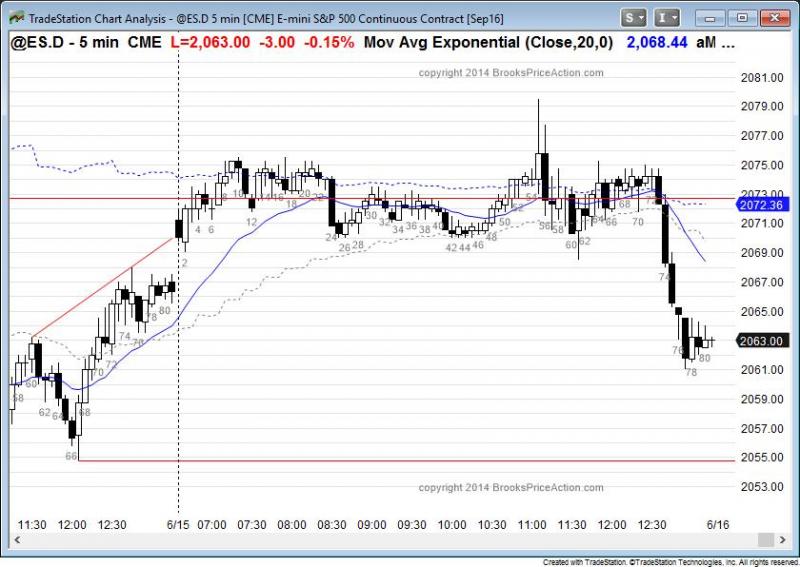 TradeStation Chart Analysis - @ES.D 5 min [CME] E-mini S&P 500 Continuous Contract [Sep16]
S I
@ES.D - 5 min CME L=2,063.00 -3.00 -0.15% Mov Avg Exponential (Close,20,0) 2,068.44 aM ...
copyright 2014 BrooksPriceAction.com
2081.00
2079.00
2077.00
2075.00
2073.00
2072.36
2071.00
2069.00
2067.00
2065.00
2063.00
2061.00
2059.00
2057.00
2055.00
2053.00
2 4 6 8 12 18 24 26 28 30 32 34 36 38 40 42 44 46 48 50 52 54 56 58 60 62 66 68 70 74 78 80
58 60 62 64 66 68 70 72 74 78 80
copyright 2014 BrooksPriceAction.com
11:30 12:00 12:30 6/15 07:00 07:30 08:00 08:30 09:00 09:30 10:00 10:30 11:00 11:30 12:00 12:30 6/16
Created with TradeStation. ©TradeStation Technologies, Inc. All rights reserved.